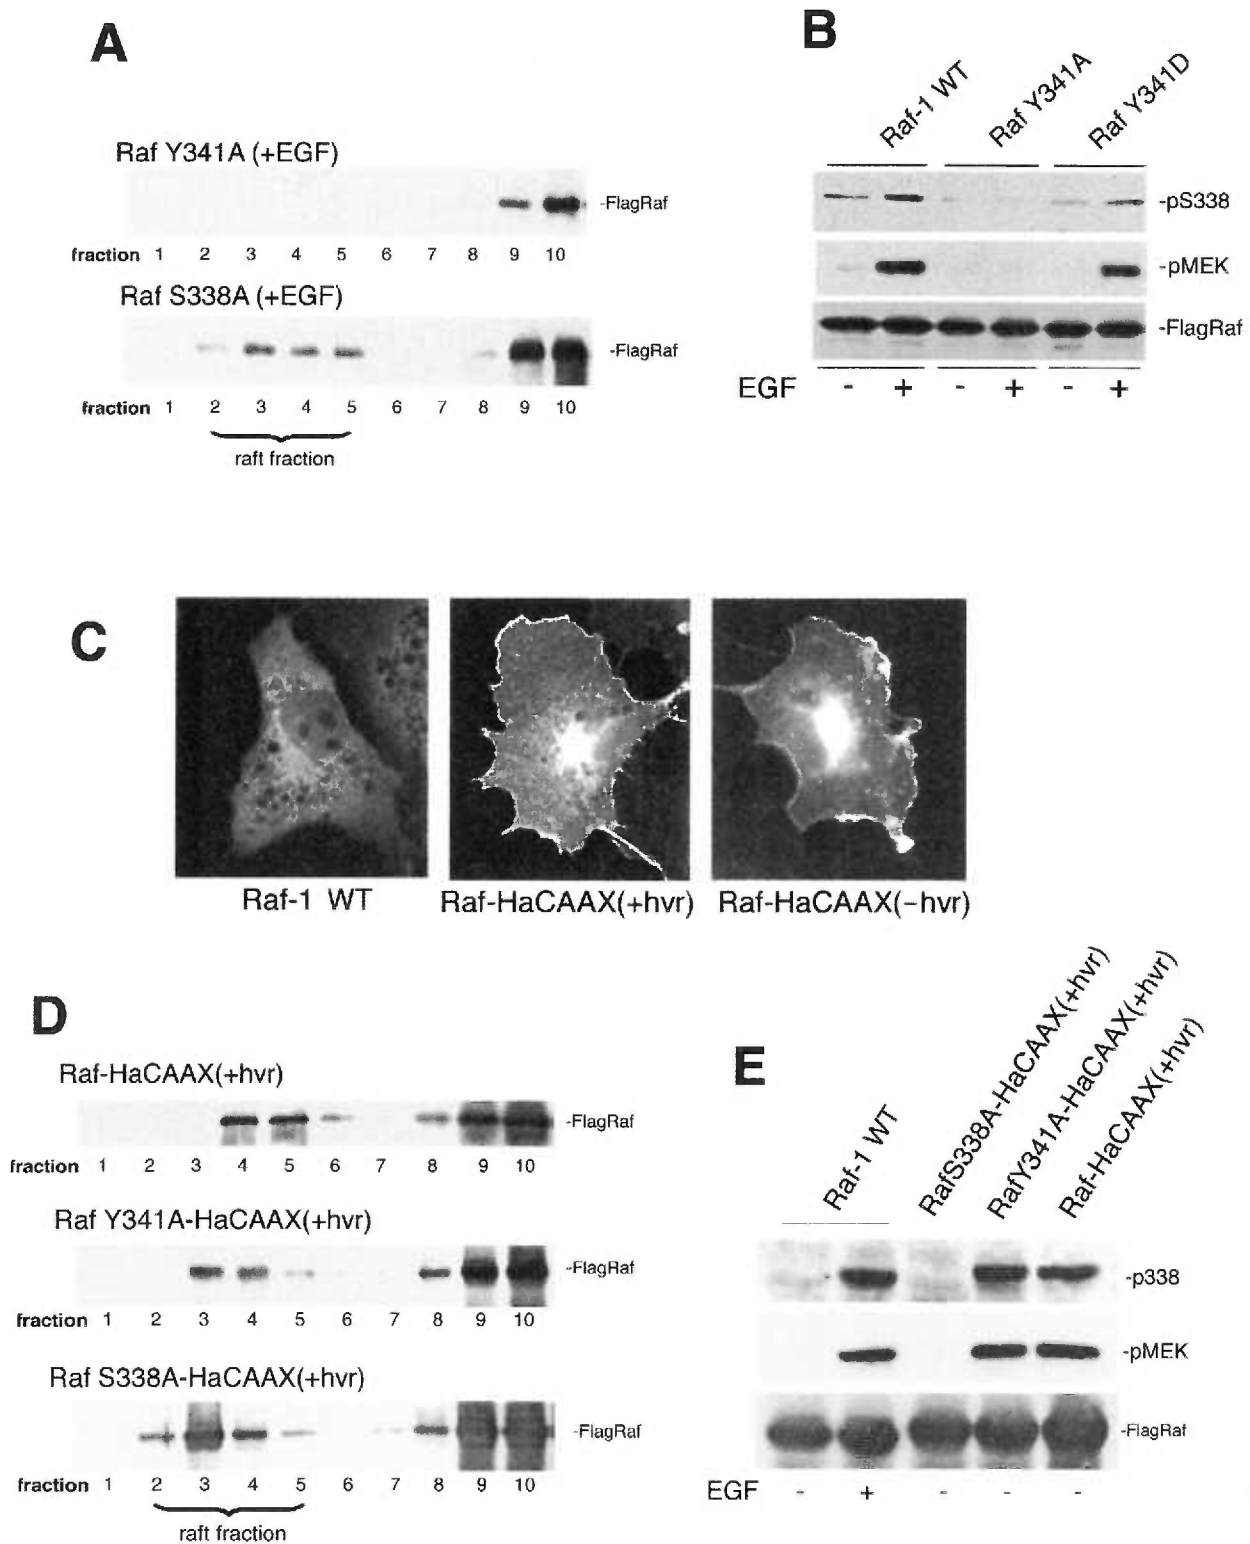 A
Raf Y341A (+EGF)
-FlagRaf
fraction 1 2 3 4 5 6 7 8 9 10
Raf S338A (+EGF)
-FlagRaf
fraction 1 2 3 4 5 6 7 8 9 10
raft fraction
B
Raf-1 WT
Raf Y341A
Raf Y341D
-pS338
-pMEK
-FlagRaf
EGF - + - + - +
C
Raf-1 WT
Raf-HaCAAX(+hvr)
Raf-HaCAAX(-hvr)
D
Raf-HaCAAX(+hvr)
-FlagRaf
fraction 1 2 3 4 5 6 7 8 9 10
Raf Y341A-HaCAAX(+hvr)
-FlagRaf
fraction 1 2 3 4 5 6 7 8 9 10
Raf S338A-HaCAAX(+hvr)
-FlagRaf
fraction 1 2 3 4 5 6 7 8 9 10
raft fraction
E
Raf-1 WT
RafS338A-HaCAAX(+hvr)
RafY341A-HaCAAX(+hvr)
Raf-HaCAAX(+hvr)
-p338
-pMEK
-FlagRaf
EGF - + - - -